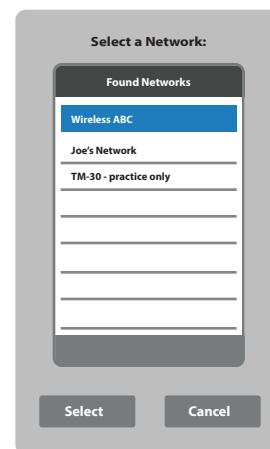 Select a Network:
Found Networks
Wireless ABC
Joe's Network
TM-30 - practice only
Select
Cancel